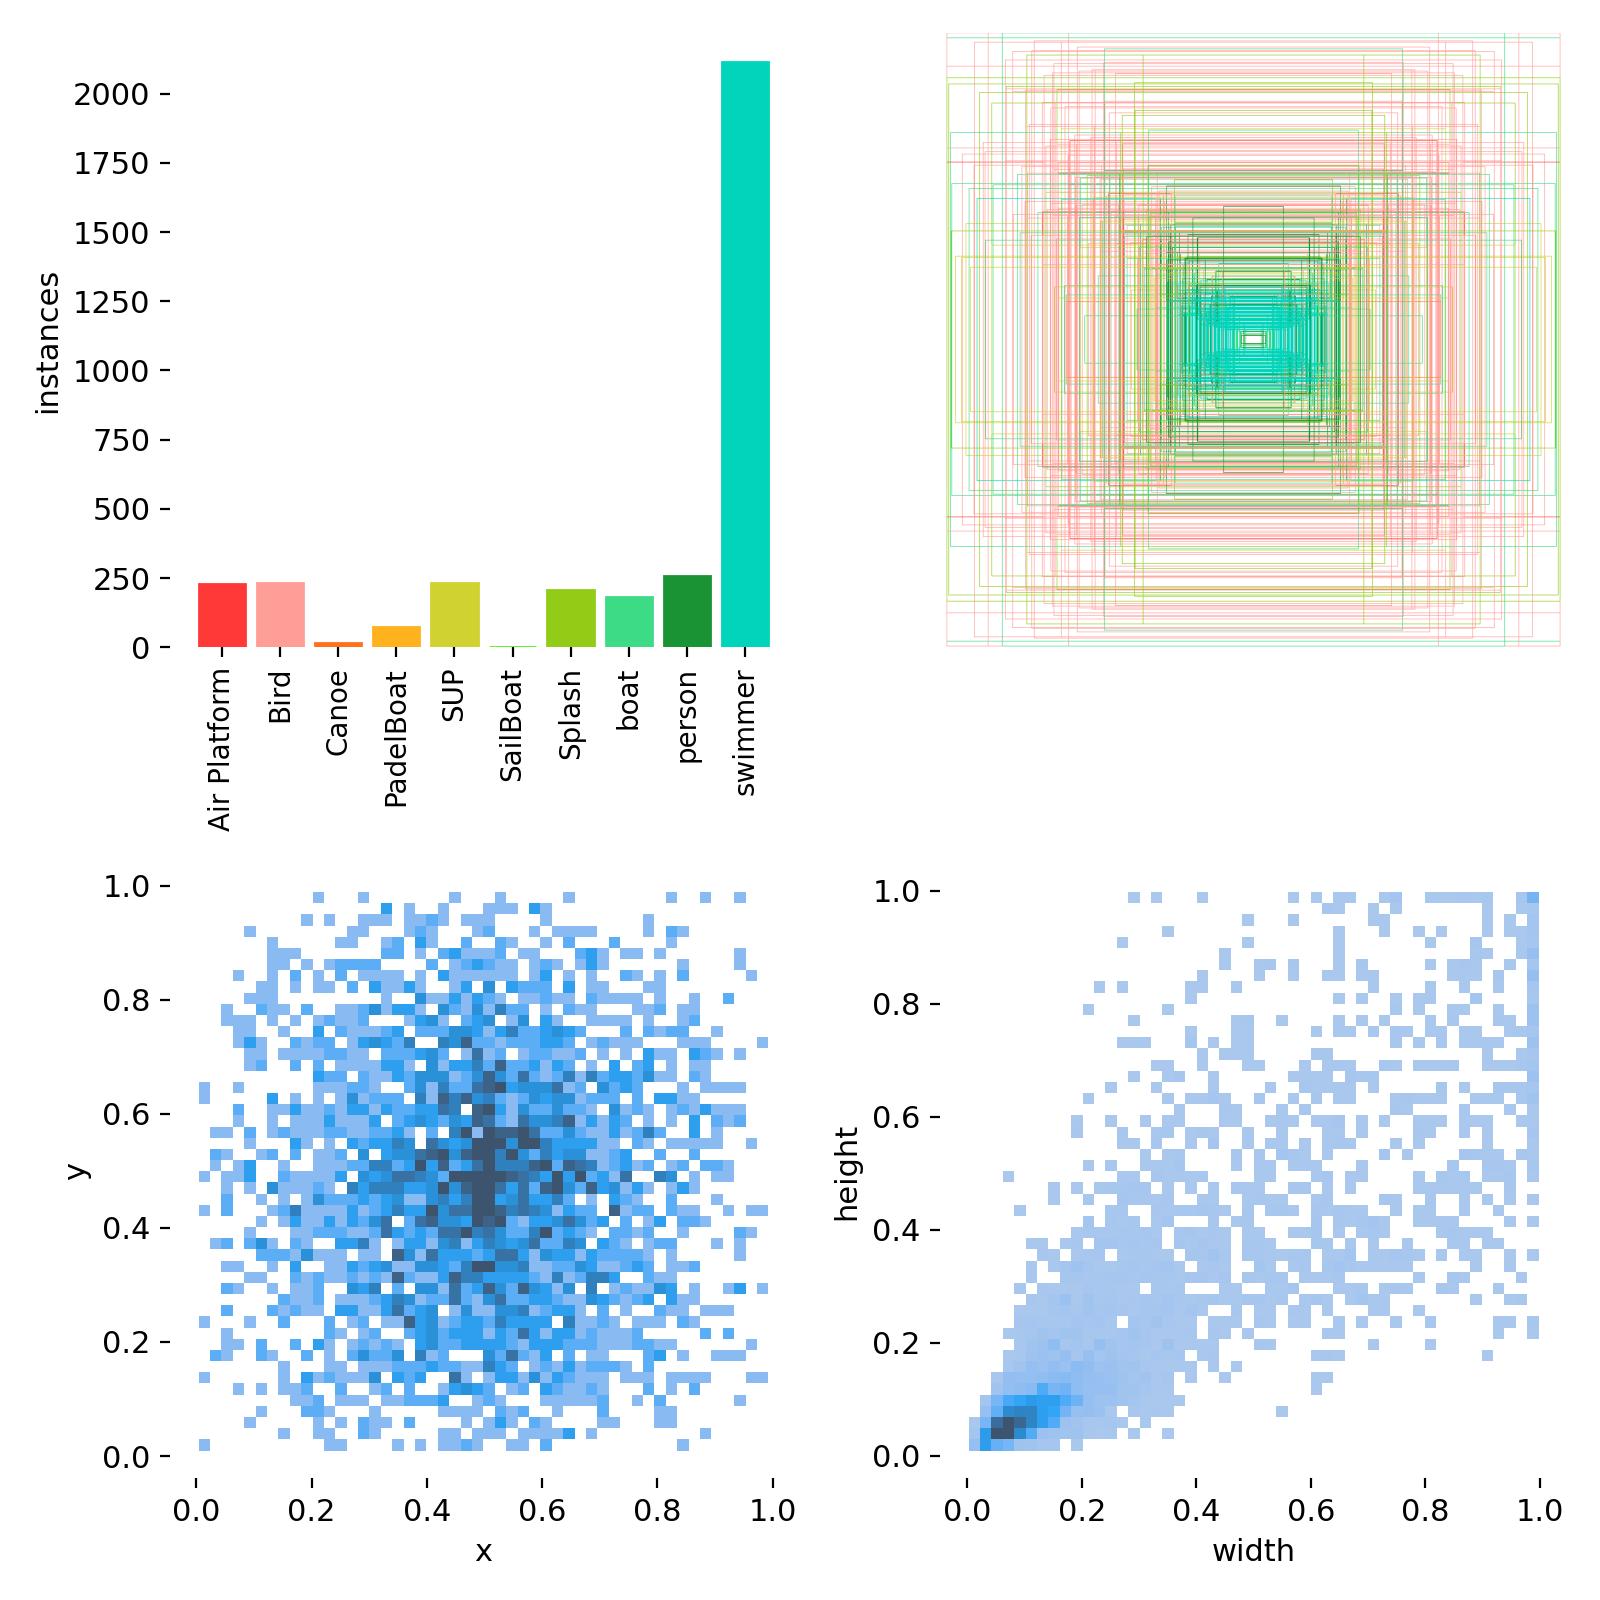 instances
2000
1750
1500
1250
1000
750
500
250
0
Air Platform
Bird
Canoe
PadelBoat
SUP
SailBoat
Splash
boat
person
swimmer
y
1.0
0.8
0.6
0.4
0.2
0.0
0.0 0.2 0.4 0.6 0.8 1.0
x
height
1.0
0.8
0.6
0.4
0.2
0.0
0.0 0.2 0.4 0.6 0.8 1.0
width